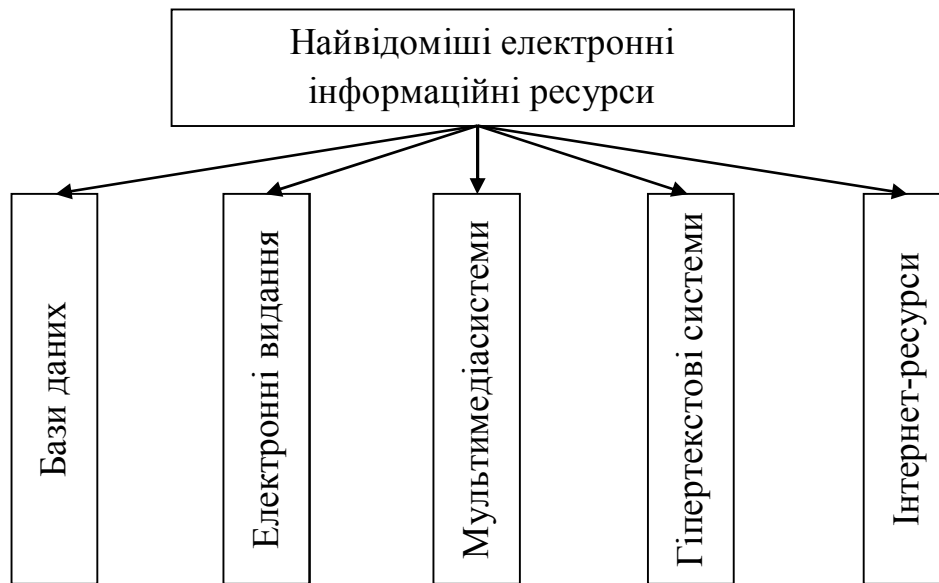 Найвідоміші електронні
інформаційні ресурси
Бази даних
Електронні видання
Мультимедіасистеми
Гіпертекстові системи
Інтернет-ресурси